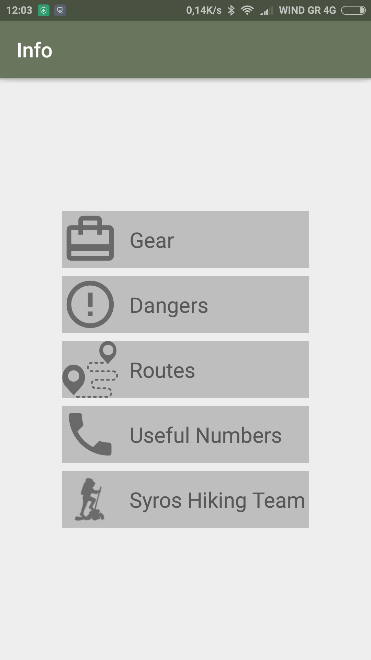 12:03 0,14K/s WIND GR 4G
Info
Gear
Dangers
Routes
Useful Numbers
Syros Hiking Team